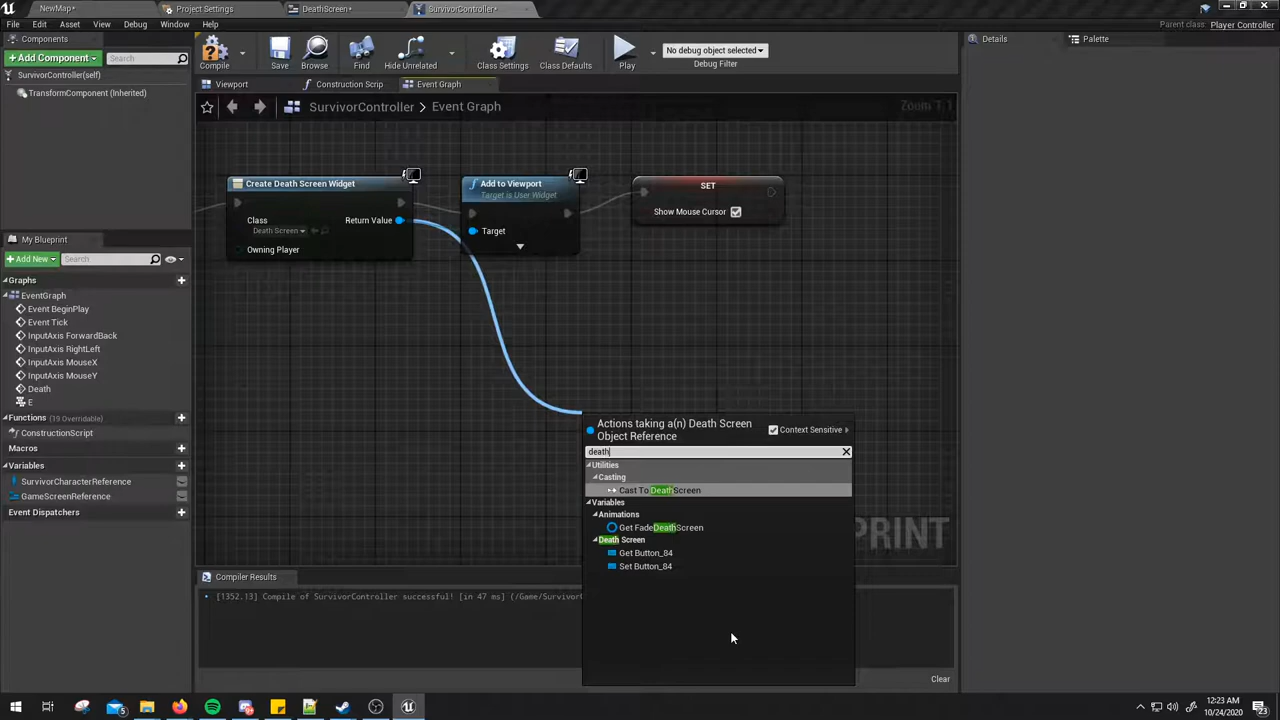 NewMap*
Project Settings
DeathScreen*
SurvivorController*
File Edit Asset View Debug Window Help
Parent class: Player Controller
Components
+Add Component Search
SurvivorController(self)
TransformComponent (Inherited)
Compile Save Browse Find Hide Unrelated Class Settings Class Defaults Play
No debug object selected
Debug Filter
Viewport Construction Scrip Event Graph
SurvivorController > Event Graph
Zoom 1:1
Details Palette
Create Death Screen Widget
Class
Death Screen
Return Value
Owning Player
Add to Viewport
Target is User Widget
Target
SET
Show Mouse Cursor
My Blueprint
+Add New Search
Graphs
EventGraph
Event BeginPlay
Event Tick
InputAxis ForwardBack
InputAxis RightLeft
InputAxis MouseX
InputAxis MouseY
Death
E
Functions (19 Overridable)
ConstructionScript
Macros
Variables
SurvivorCharacterReference
GameScreenReference
Event Dispatchers
Actions taking a(n) Death Screen
Object Reference
Context Sensitive
death
Utilities
Casting
Cast To DeathScreen
Variables
Animations
Get FadeDeathScreen
Death Screen
Get Button_84
Set Button_84
PRINT
Compiler Results
[1352.13] Compile of SurvivorController successful! [in 47 ms] (/Game/SurvivorC
Clear
12:23 AM
10/24/2020
23